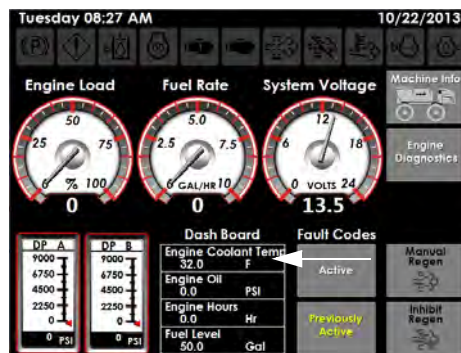 Tuesday 08:27 AM 10/22/2013
Engine Load Fuel Rate System Voltage Machine Info
50 5.0 12
25 75 2.5 7.5 6 18
Engine Diagnostics
% 100 GAL/HR 10 0 VOLTS 24
0 0 13.5
Dash Board Fault Codes
DP A DP B
9000 9000
6750 6750
4500 4500
2250 2250
0 0
0 PSI 0 PSI
Engine Coolant Temp
32.0 F
Engine Oil
0.0 PSI
Engine Hours
0.0 Hr
Fuel Level
50.0 Gal
Active
Previously Active
Manual Regen
Inhibit Regen